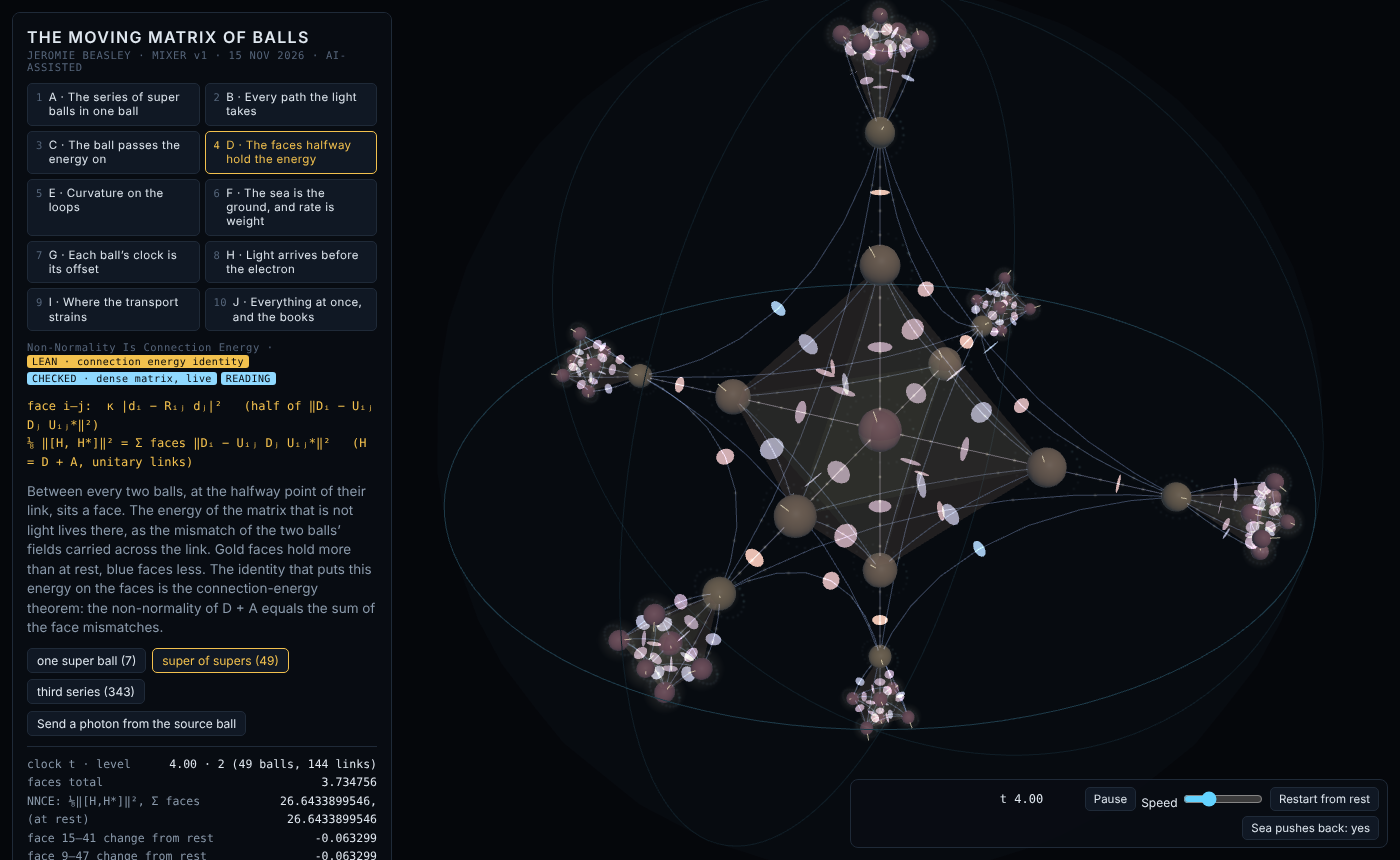 THE MOVING MATRIX OF BALLS
JEROMIE BEASLEY · MIXER v1 · 15 NOV 2026 · AI-
ASSISTED
1 A · The series of super
balls in one ball
2 B · Every path the light
takes
3 C · The ball passes the
energy on
4 D · The faces halfway
hold the energy
5 E · Curvature on the
loops
6 F · The sea is the
ground, and rate is
weight
7 G · Each ball’s clock is
its offset
8 H · Light arrives before
the electron
9 I · Where the transport
strains
10 J · Everything at once,
and the books
Non-Normality Is Connection Energy ·
LEAN · connection energy identity
CHECKED · dense matrix, live READING
face i—j: κ |dᵢ − Rᵢⱼ dⱼ|² (half of ‖Dᵢ − Uᵢⱼ
Dⱼ Uᵢⱼ*‖²)
⅛ ‖[H, H*]‖² = Σ faces ‖Dᵢ − Uᵢⱼ Dⱼ Uᵢⱼ*‖² (H
= D + A, unitary links)
Between every two balls, at the halfway point of their
link, sits a face. The energy of the matrix that is not
light lives there, as the mismatch of the two balls’
fields carried across the link. Gold faces hold more
than at rest, blue faces less. The identity that puts this
energy on the faces is the connection-energy
theorem: the non-normality of D + A equals the sum of
the face mismatches.
one super ball (7) super of supers (49)
third series (343)
Send a photon from the source ball
clock t · level 4.00 · 2 (49 balls, 144 links)
faces total 3.734756
NNCE: ⅛‖[H,H*]‖², Σ faces 26.6433899546,
(at rest) 26.6433899546
face 15—41 change from rest -0.063299
face 9—47 change from rest -0.063299
t 4.00 Pause Speed Restart from rest
Sea pushes back: yes